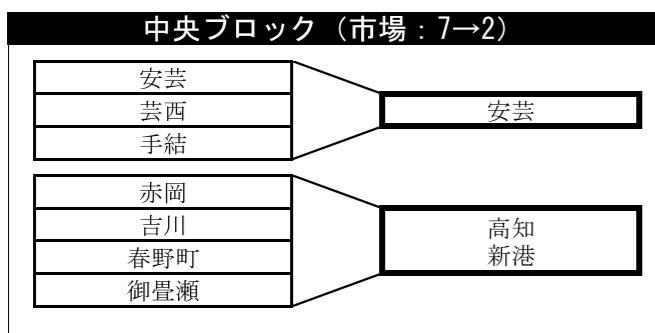 中央ブロック（市場：7→2）
安芸
芸西
手結
安芸
赤岡
吉川
春野町
御畳瀬
高知
新港